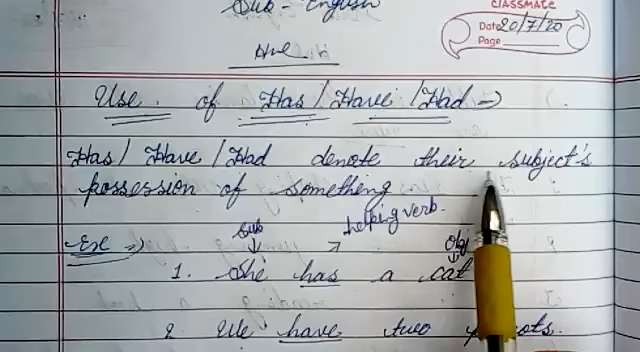 Sub - English
CLASSMATE
Date 20/7/20
Page
Use of Has / Have / Had =>
Has / Have / Had denote their subject's
possession of something
Sub
helping verb.
Obj
Ex =>
1. She has a cat
2. We have two